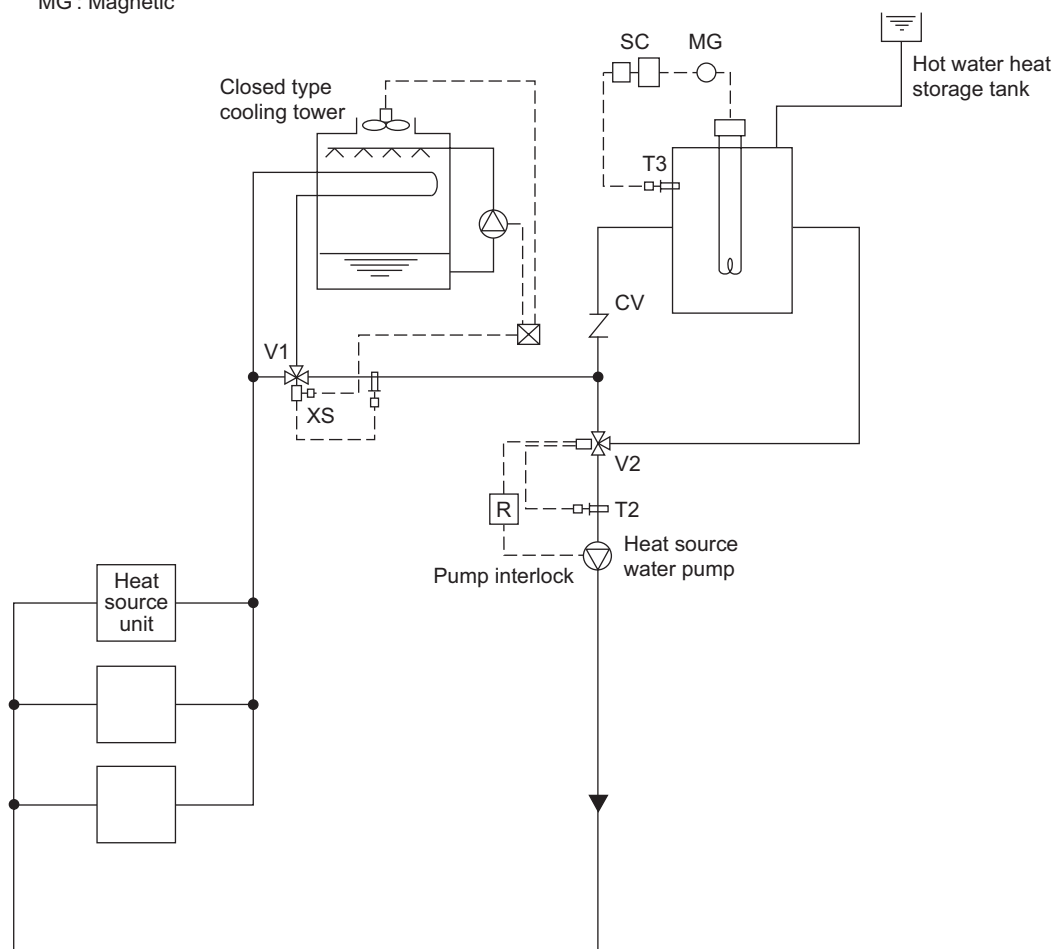 MG : Magnetic
SC
MG
Hot water heat
storage tank
Closed type
cooling tower
T3
CV
V1
XS
V2
R
T2
Heat source
water pump
Pump interlock
Heat
source
unit